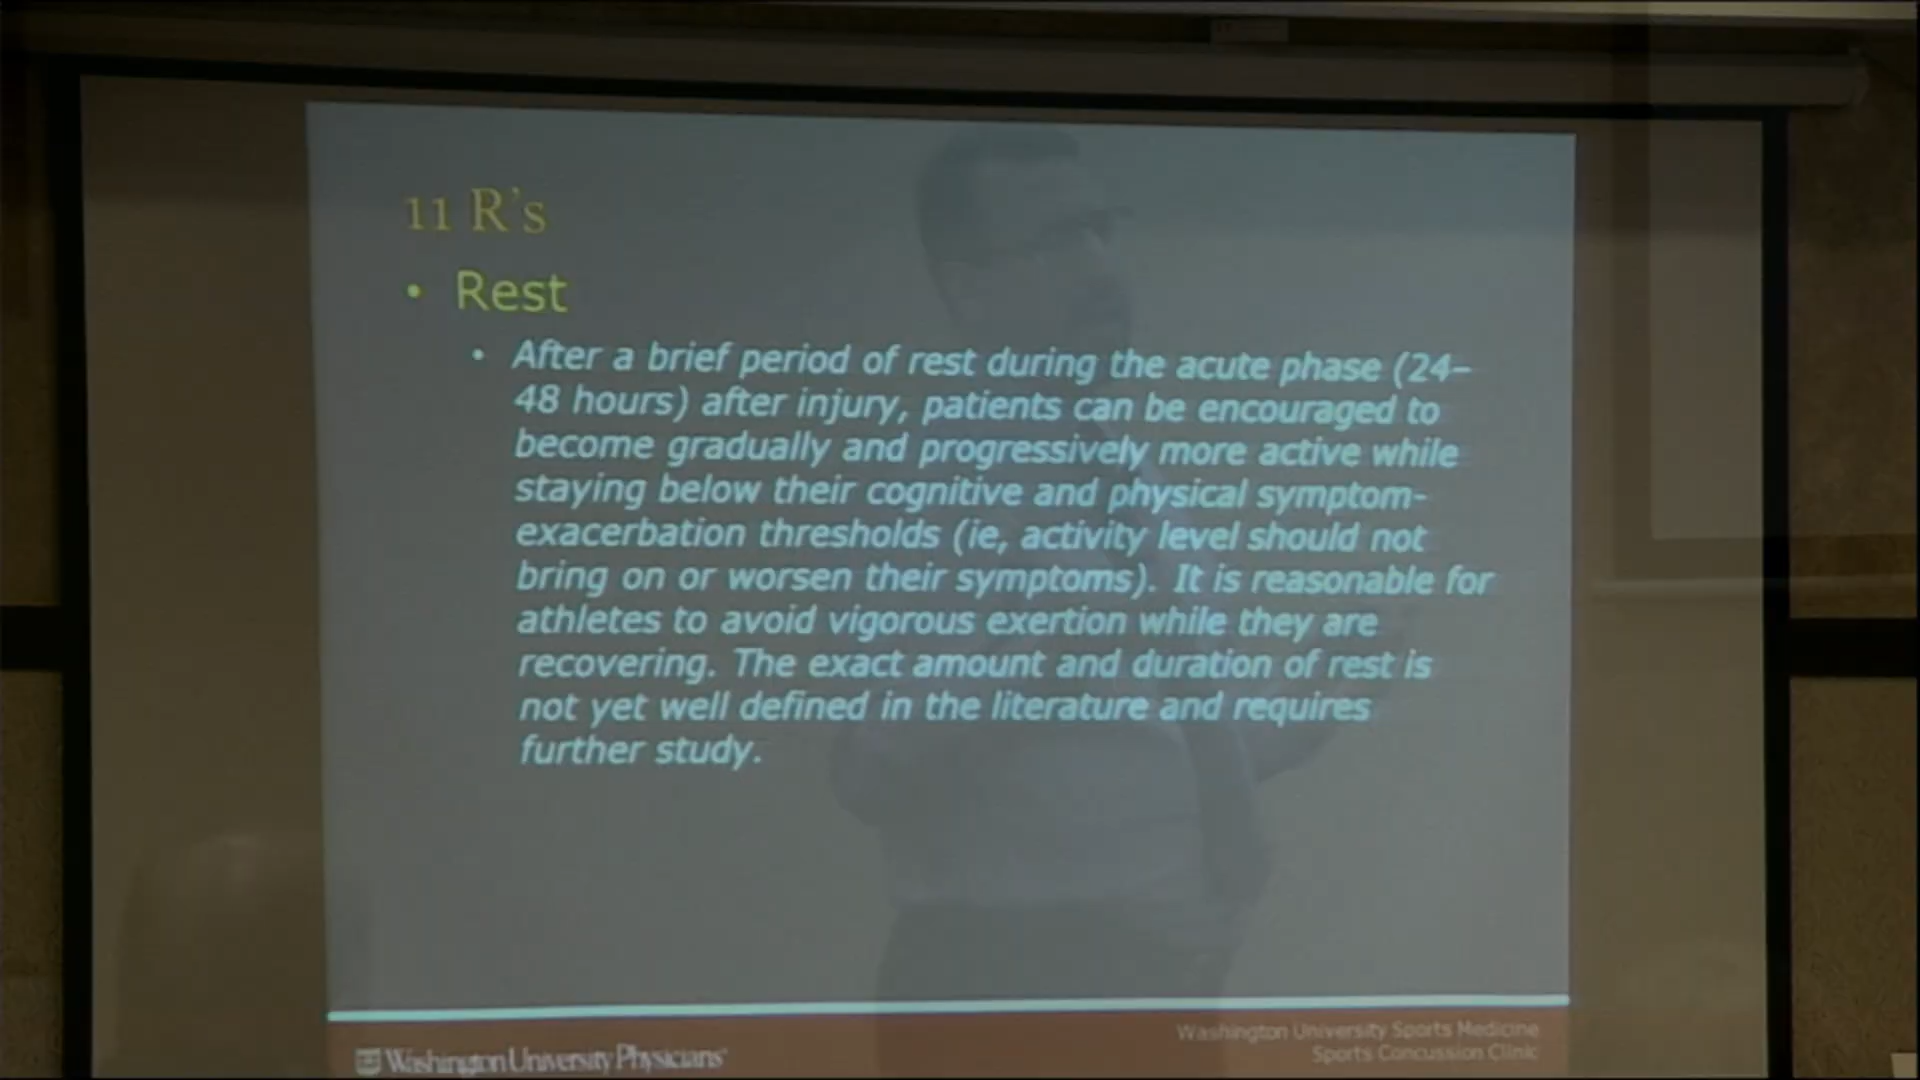 11 R's
• Rest
• After a brief period of rest during the acute phase (24–
48 hours) after injury, patients can be encouraged to
become gradually and progressively more active while
staying below their cognitive and physical symptom-
exacerbation thresholds (ie, activity level should not
bring on or worsen their symptoms). It is reasonable for
athletes to avoid vigorous exertion while they are
recovering. The exact amount and duration of rest is
not yet well defined in the literature and requires
further study.
Washington University Physicians®
Washington University Sports Medicine
Sports Concussion Clinic